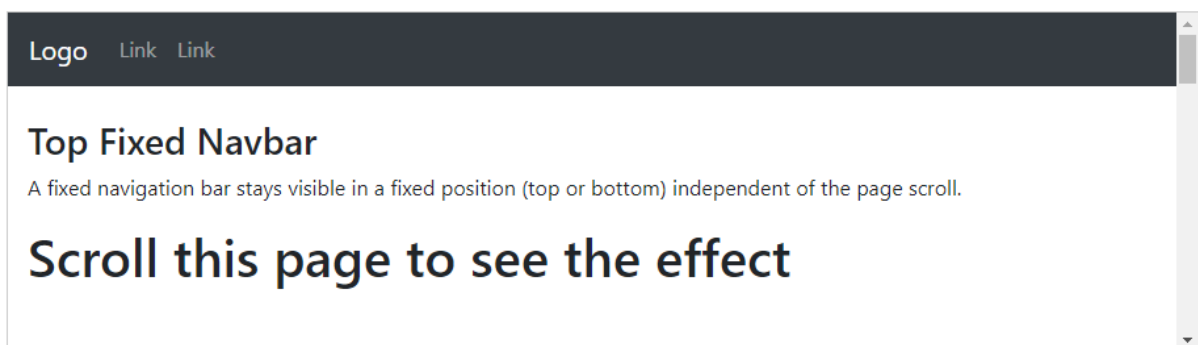 Logo Link Link
Top Fixed Navbar
A fixed navigation bar stays visible in a fixed position (top or bottom) independent of the page scroll.
Scroll this page to see the effect